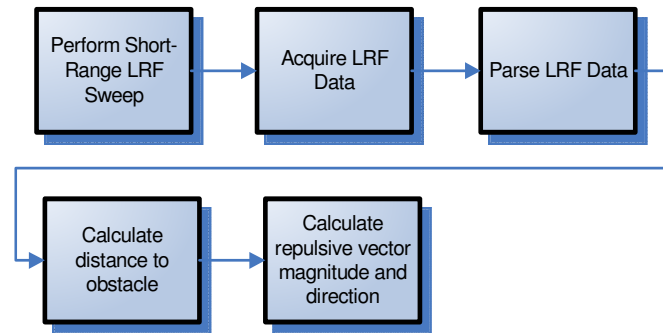 Perform Short-
Range LRF
Sweep
Acquire LRF
Data
Parse LRF Data
Calculate
distance to
obstacle
Calculate
repulsive vector
magnitude and
direction